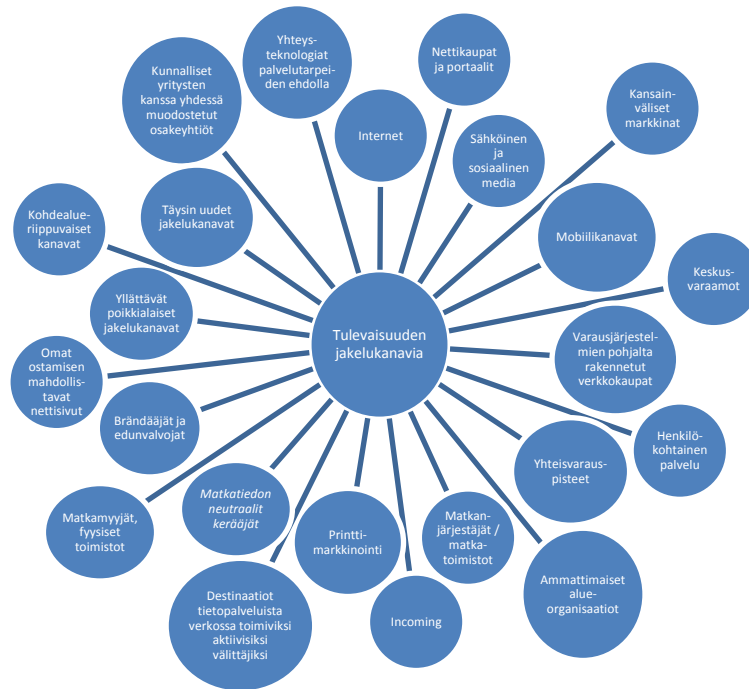 Yhteys-
teknologiat
palvelutarpei-
den ehdolla
Nettikaupat
ja portaalit
Kunnalliset
yritysten
kanssa yhdessä
muodostetut
osakeyhtiöt
Kansain-
väliset
markkinat
Internet
Sähköinen
ja
sosiaalinen
media
Täysin uudet
jakelukanavat
Kohdealue-
riippuvaiset
kanavat
Mobiilikanavat
Keskus-
varaamot
Yllättävät
poikkialaiset
jakelukanavat
Tulevaisuuden
jakelukanavia
Varausjärjestel-
mien pohjalta
rakennetut
verkkokaupat
Omat
ostamisen
mahdollis-
tavat
nettisivut
Brändääjät ja
edunvalvojat
Henkilö-
kohtainen
palvelu
Yhteisvaraus-
pisteet
Matkatiedon
neutraalit
kerääjät
Matkamyyjät,
fyysiset
toimistot
Printti-
markkinointi
Matkan-
järjestäjät /
matka-
toimistot
Ammattimaiset
alue-
organisaatiot
Destinaatiot
tietopalveluista
verkossa toimiviksi
aktiivisiksi
välittäjiksi
Incoming